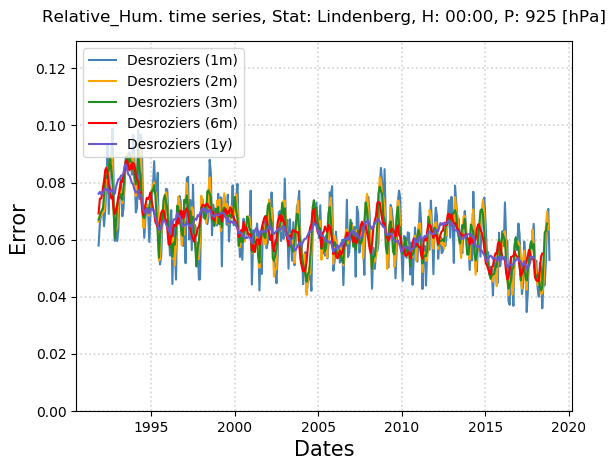 Relative_Hum. time series, Stat: Lindenberg, H: 00:00, P: 925 [hPa]
Desroziers (1m)
Desroziers (2m)
Desroziers (3m)
Desroziers (6m)
Desroziers (1y)
0.12
0.10
0.08
0.06
0.04
0.02
0.00
Error
1995 2000 2005 2010 2015 2020
Dates